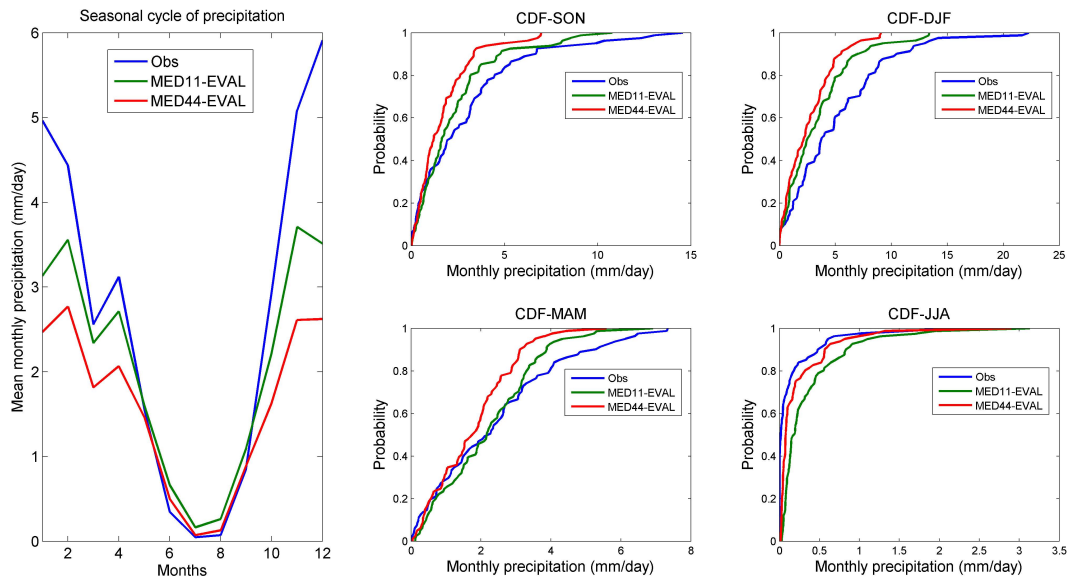 Seasonal cycle of precipitation
Mean monthly precipitation (mm/day)
6
5
4
3
2
1
0
Obs
MED11-EVAL
MED44-EVAL
2 4 6 8 10 12
Months
CDF-SON
Probability
1
0.8
0.6
0.4
0.2
0
Obs
MED11-EVAL
MED44-EVAL
0 5 10 15
Monthly precipitation (mm/day)
CDF-DJF
Probability
1
0.8
0.6
0.4
0.2
0
Obs
MED11-EVAL
MED44-EVAL
0 5 10 15 20 25
Monthly precipitation (mm/day)
CDF-MAM
Probability
1
0.8
0.6
0.4
0.2
0
Obs
MED11-EVAL
MED44-EVAL
0 2 4 6 8
Monthly precipitation (mm/day)
CDF-JJA
Probability
1
0.8
0.6
0.4
0.2
0
Obs
MED11-EVAL
MED44-EVAL
0 0.5 1 1.5 2 2.5 3 3.5
Monthly precipitation (mm/day)